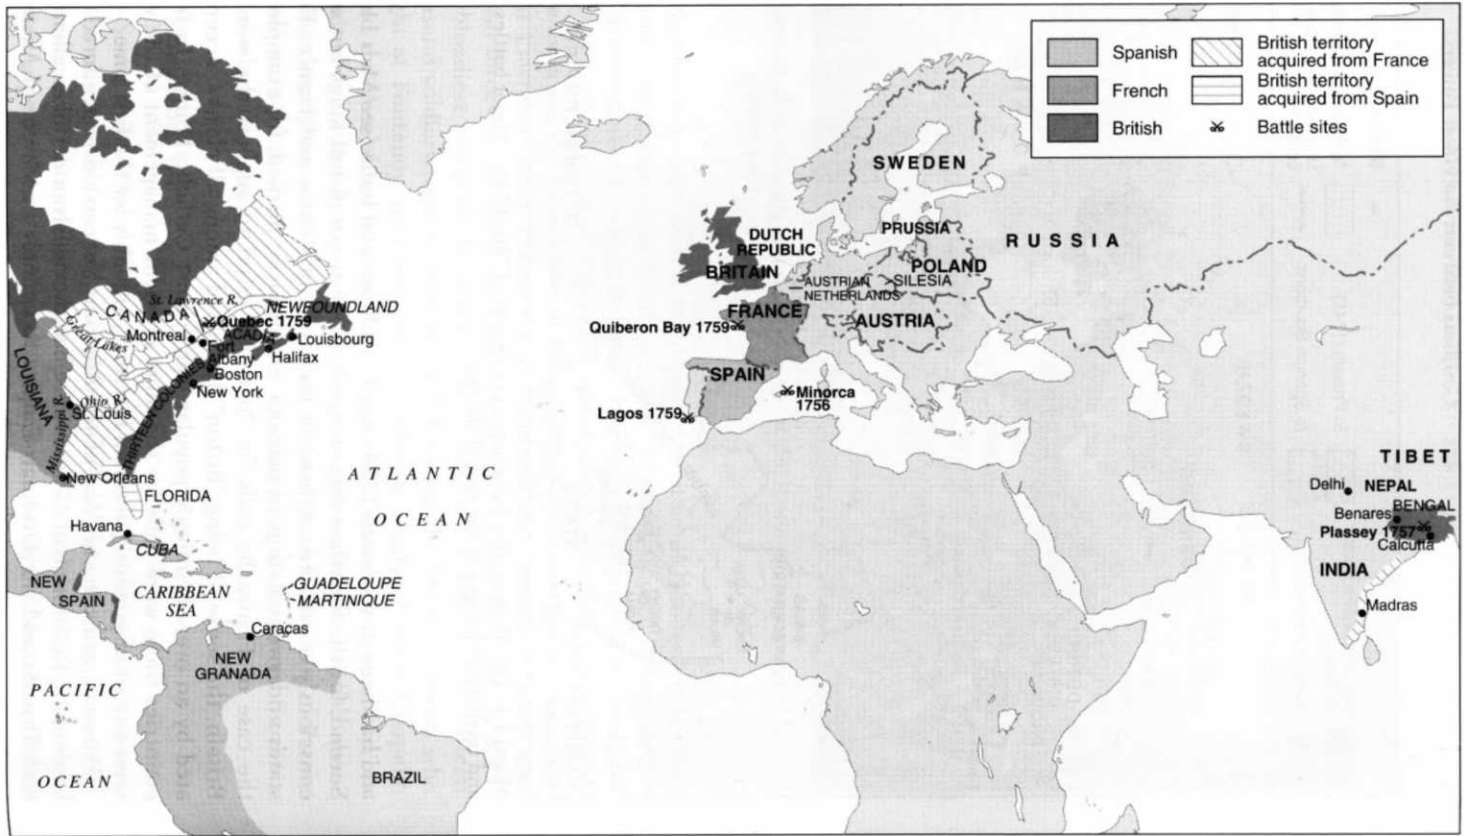 Spanish
French
British
British territory
acquired from France
British territory
acquired from Spain
Battle sites
SWEDEN
PRUSSIA
RUSSIA
DUTCH
REPUBLIC
BRITAIN
POLAND
AUSTRIAN
NETHERLANDS
SILESIA
FRANCE
AUSTRIA
Quiberon Bay 1759
SPAIN
Minorca
1756
Lagos 1759
St. Lawrence R.
NEWFOUNDLAND
CANADA
Quebec 1759
Great Lakes
Montreal
ACADIA
Louisbourg
Fort
Albany
Halifax
Boston
New York
LOUISIANA
Ohio R.
St. Louis
Mississippi R.
THIRTEEN COLONIES
New Orleans
FLORIDA
ATLANTIC
OCEAN
Havana
CUBA
NEW
SPAIN
CARIBBEAN
SEA
GUADELOUPE
MARTINIQUE
Caracas
NEW
GRANADA
PACIFIC
OCEAN
BRAZIL
TIBET
Delhi
NEPAL
Benares
BENGAL
Plassey 1757
Calcutta
INDIA
Madras